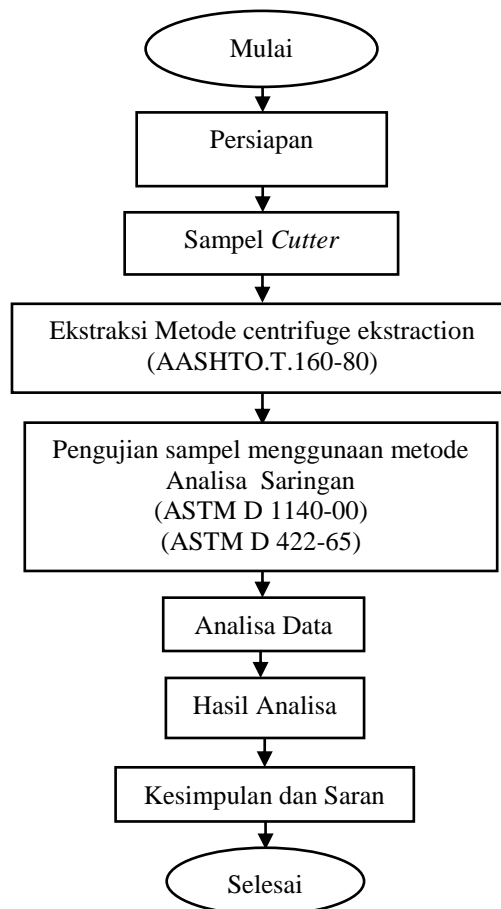 Mulai
Persiapan
Sampel Cutter
Ekstraksi Metode centrifuge ekstraction
(AASHTO.T.160-80)
Pengujian sampel menggunaan metode
Analisa Saringan
(ASTM D 1140-00)
(ASTM D 422-65)
Analisa Data
Hasil Analisa
Kesimpulan dan Saran
Selesai